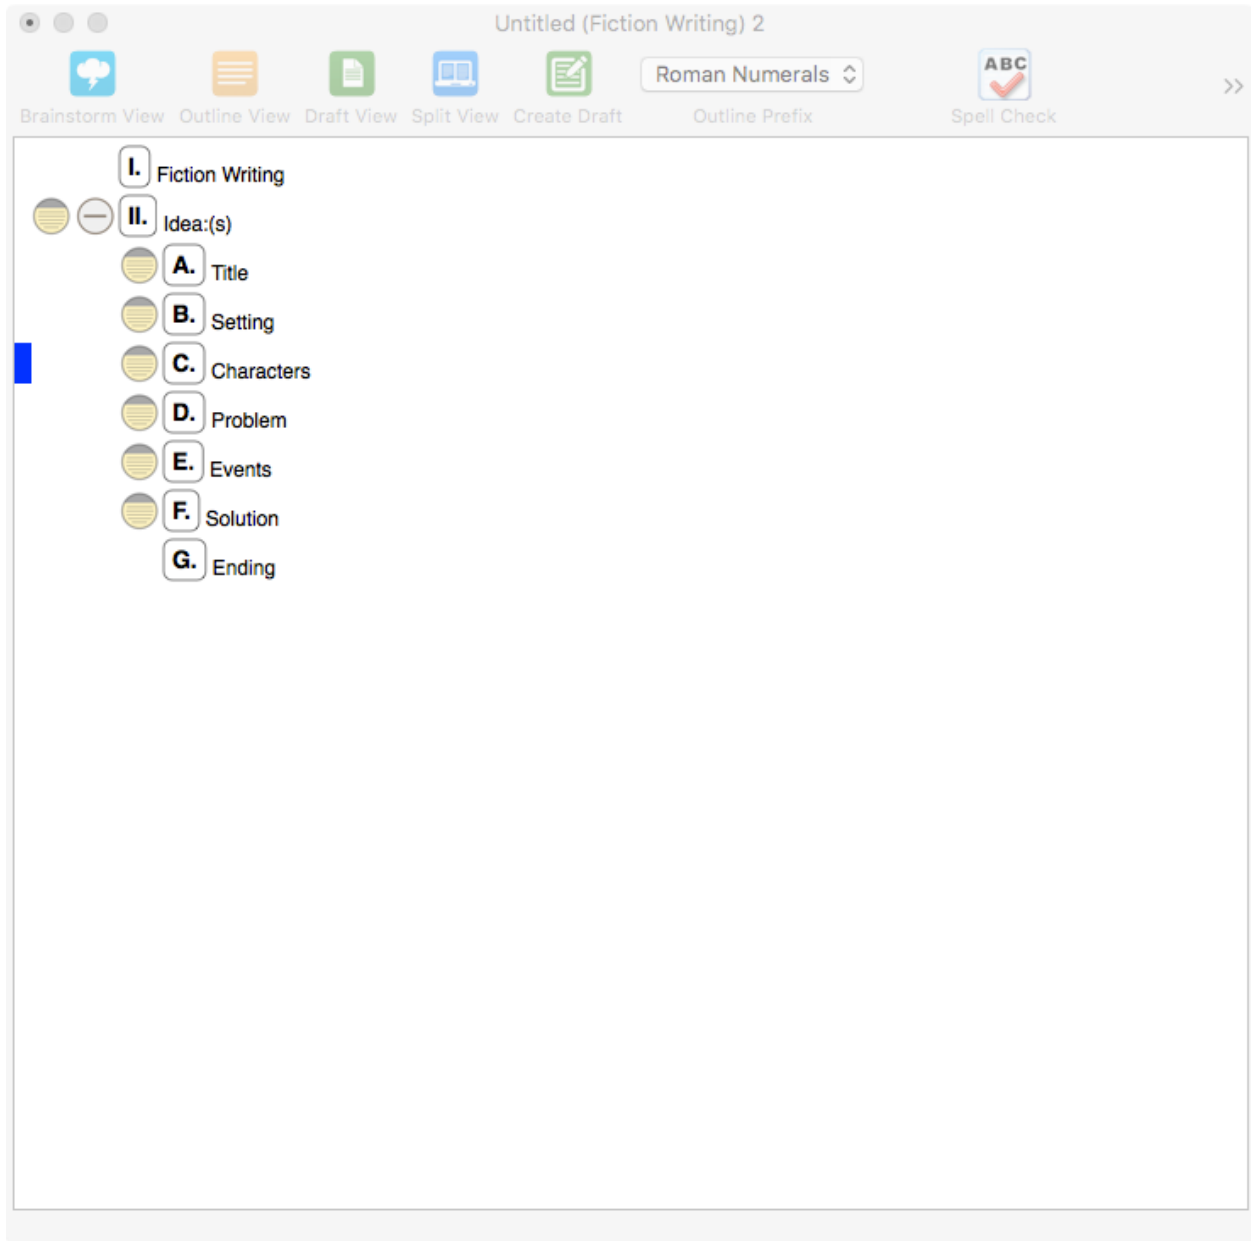 Untitled (Fiction Writing) 2
Roman Numerals
ABC
Brainstorm View Outline View Draft View Split View Create Draft Outline Prefix Spell Check
I. Fiction Writing
II. Idea:(s)
A. Title
B. Setting
C. Characters
D. Problem
E. Events
F. Solution
G. Ending